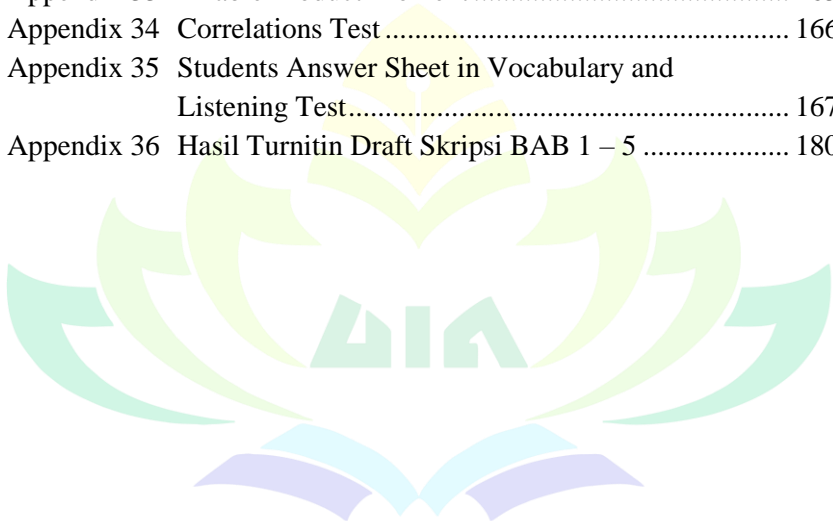 Appendix 34 Correlations Test ........................................................ 166
Appendix 35 Students Answer Sheet in Vocabulary and
Listening Test............................................................... 167
Appendix 36 Hasil Turnitin Draft Skripsi BAB 1 – 5 .................... 180
UIN